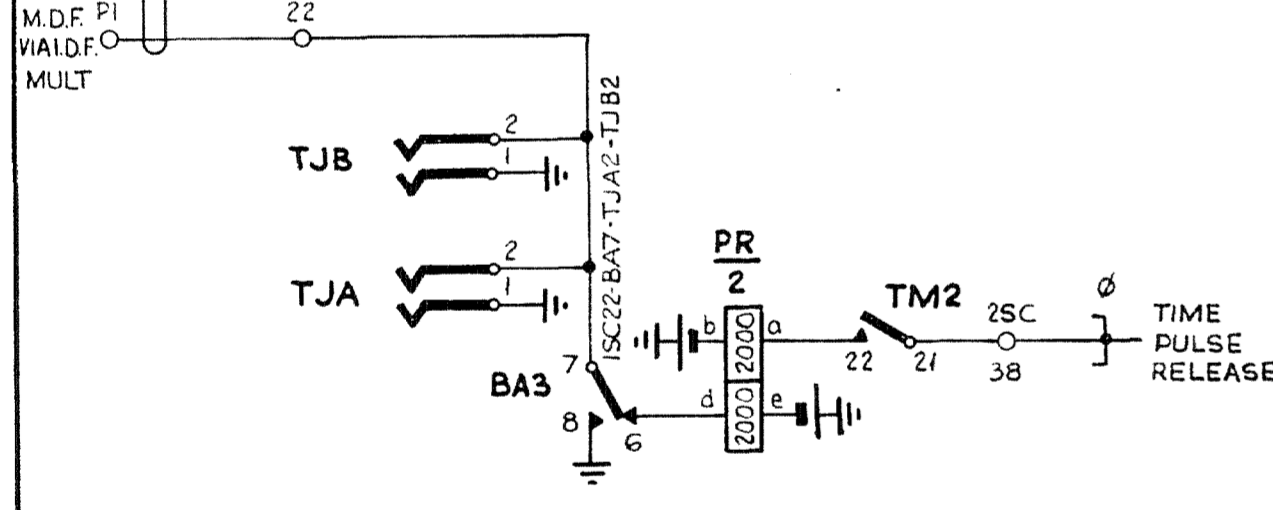 M.D.F. P1
VIA I.D.F.
MULT
22
TJB
2
1
1SC22-BA7-TJA2-TJB2
TJA
2
1
PR
2
TM2
b
2000
a
22
21
2SC
38
Ø
TIME
PULSE
RELEASE
BA3
7
8
6
d
2000
e